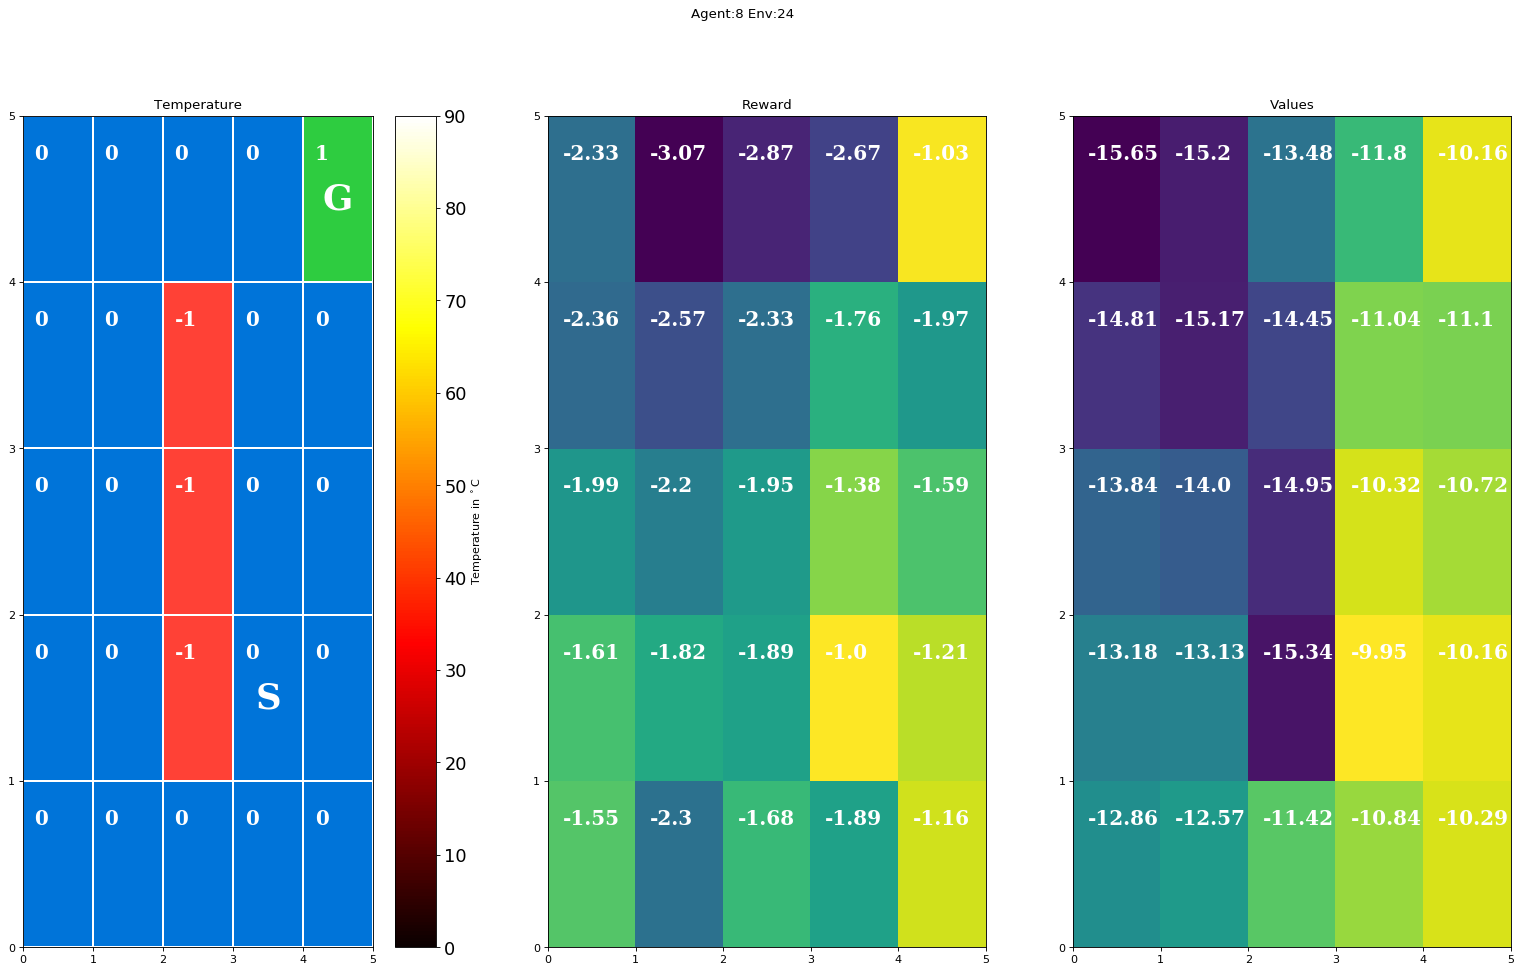 Agent:8 Env:24
Temperature
Reward
Values
5
0 0 0 0 1
G
4
0 0 -1 0 0
3
0 0 -1 0 0
2
0 0 -1 0 0
S
1
0 0 0 0 0
0
0 1 2 3 4 5
90
80
70
60
50
40
30
20
10
0
Temperature in °C
5
-2.33 -3.07 -2.87 -2.67 -1.03
4
-2.36 -2.57 -2.33 -1.76 -1.97
3
-1.99 -2.2 -1.95 -1.38 -1.59
2
-1.61 -1.82 -1.89 -1.0 -1.21
1
-1.55 -2.3 -1.68 -1.89 -1.16
0
0 1 2 3 4 5
5
-15.65 -15.2 -13.48 -11.8 -10.16
4
-14.81 -15.17 -14.45 -11.04 -11.1
3
-13.84 -14.0 -14.95 -10.32 -10.72
2
-13.18 -13.13 -15.34 -9.95 -10.16
1
-12.86 -12.57 -11.42 -10.84 -10.29
0
0 1 2 3 4 5